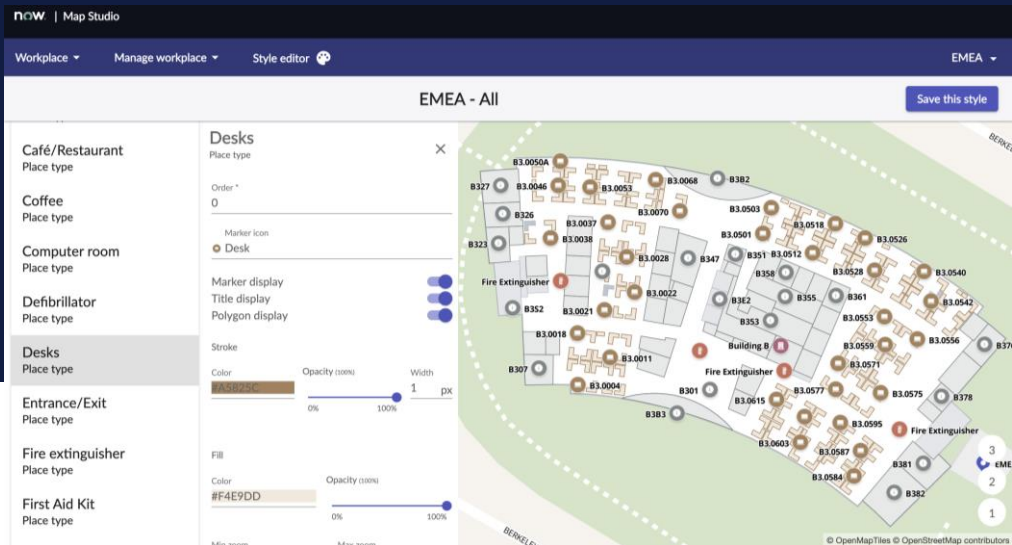 now. | Map Studio
Workplace
Manage workplace
Style editor
EMEA
EMEA - All
Save this style
Café/Restaurant
Place type
Coffee
Place type
Computer room
Place type
Defibrillator
Place type
Desks
Place type
Entrance/Exit
Place type
Fire extinguisher
Place type
First Aid Kit
Place type
Desks
Place type
Order *
0
Marker icon
Desk
Marker display
Title display
Polygon display
Stroke
Color
Opacity (100%)
Width
#A5825C
1 px
0%
100%
Fill
Color
Opacity (100%)
#F4E9DD
0%
100%
Min zoom
Max zoom
B3.0050A
B327
B3.0046
B3.0053
B3.0068
B3B2
B326
B3.0037
B3.0070
B3.0503
B323
B3.0038
B3.0501
B3.0518
B3.0526
B3.0028
B347
B351
B3.0512
Fire Extinguisher
B358
B3.0528
B3.0540
B3.0022
B3E2
B355
B361
B3.0542
B352
B3.0021
B353
B3.0553
B3.0018
Building B
B3.0559
B3.0556
B307
B3.0011
Fire Extinguisher
B3.0571
B3.0004
B301
B3.0577
B3.0575
B378
B3B3
B3.0615
B3.0595
Fire Extinguisher
B3.0603
B3.0587
B381
3
EME
B3.0584
2
B382
1
© OpenMapTiles © OpenStreetMap contributors